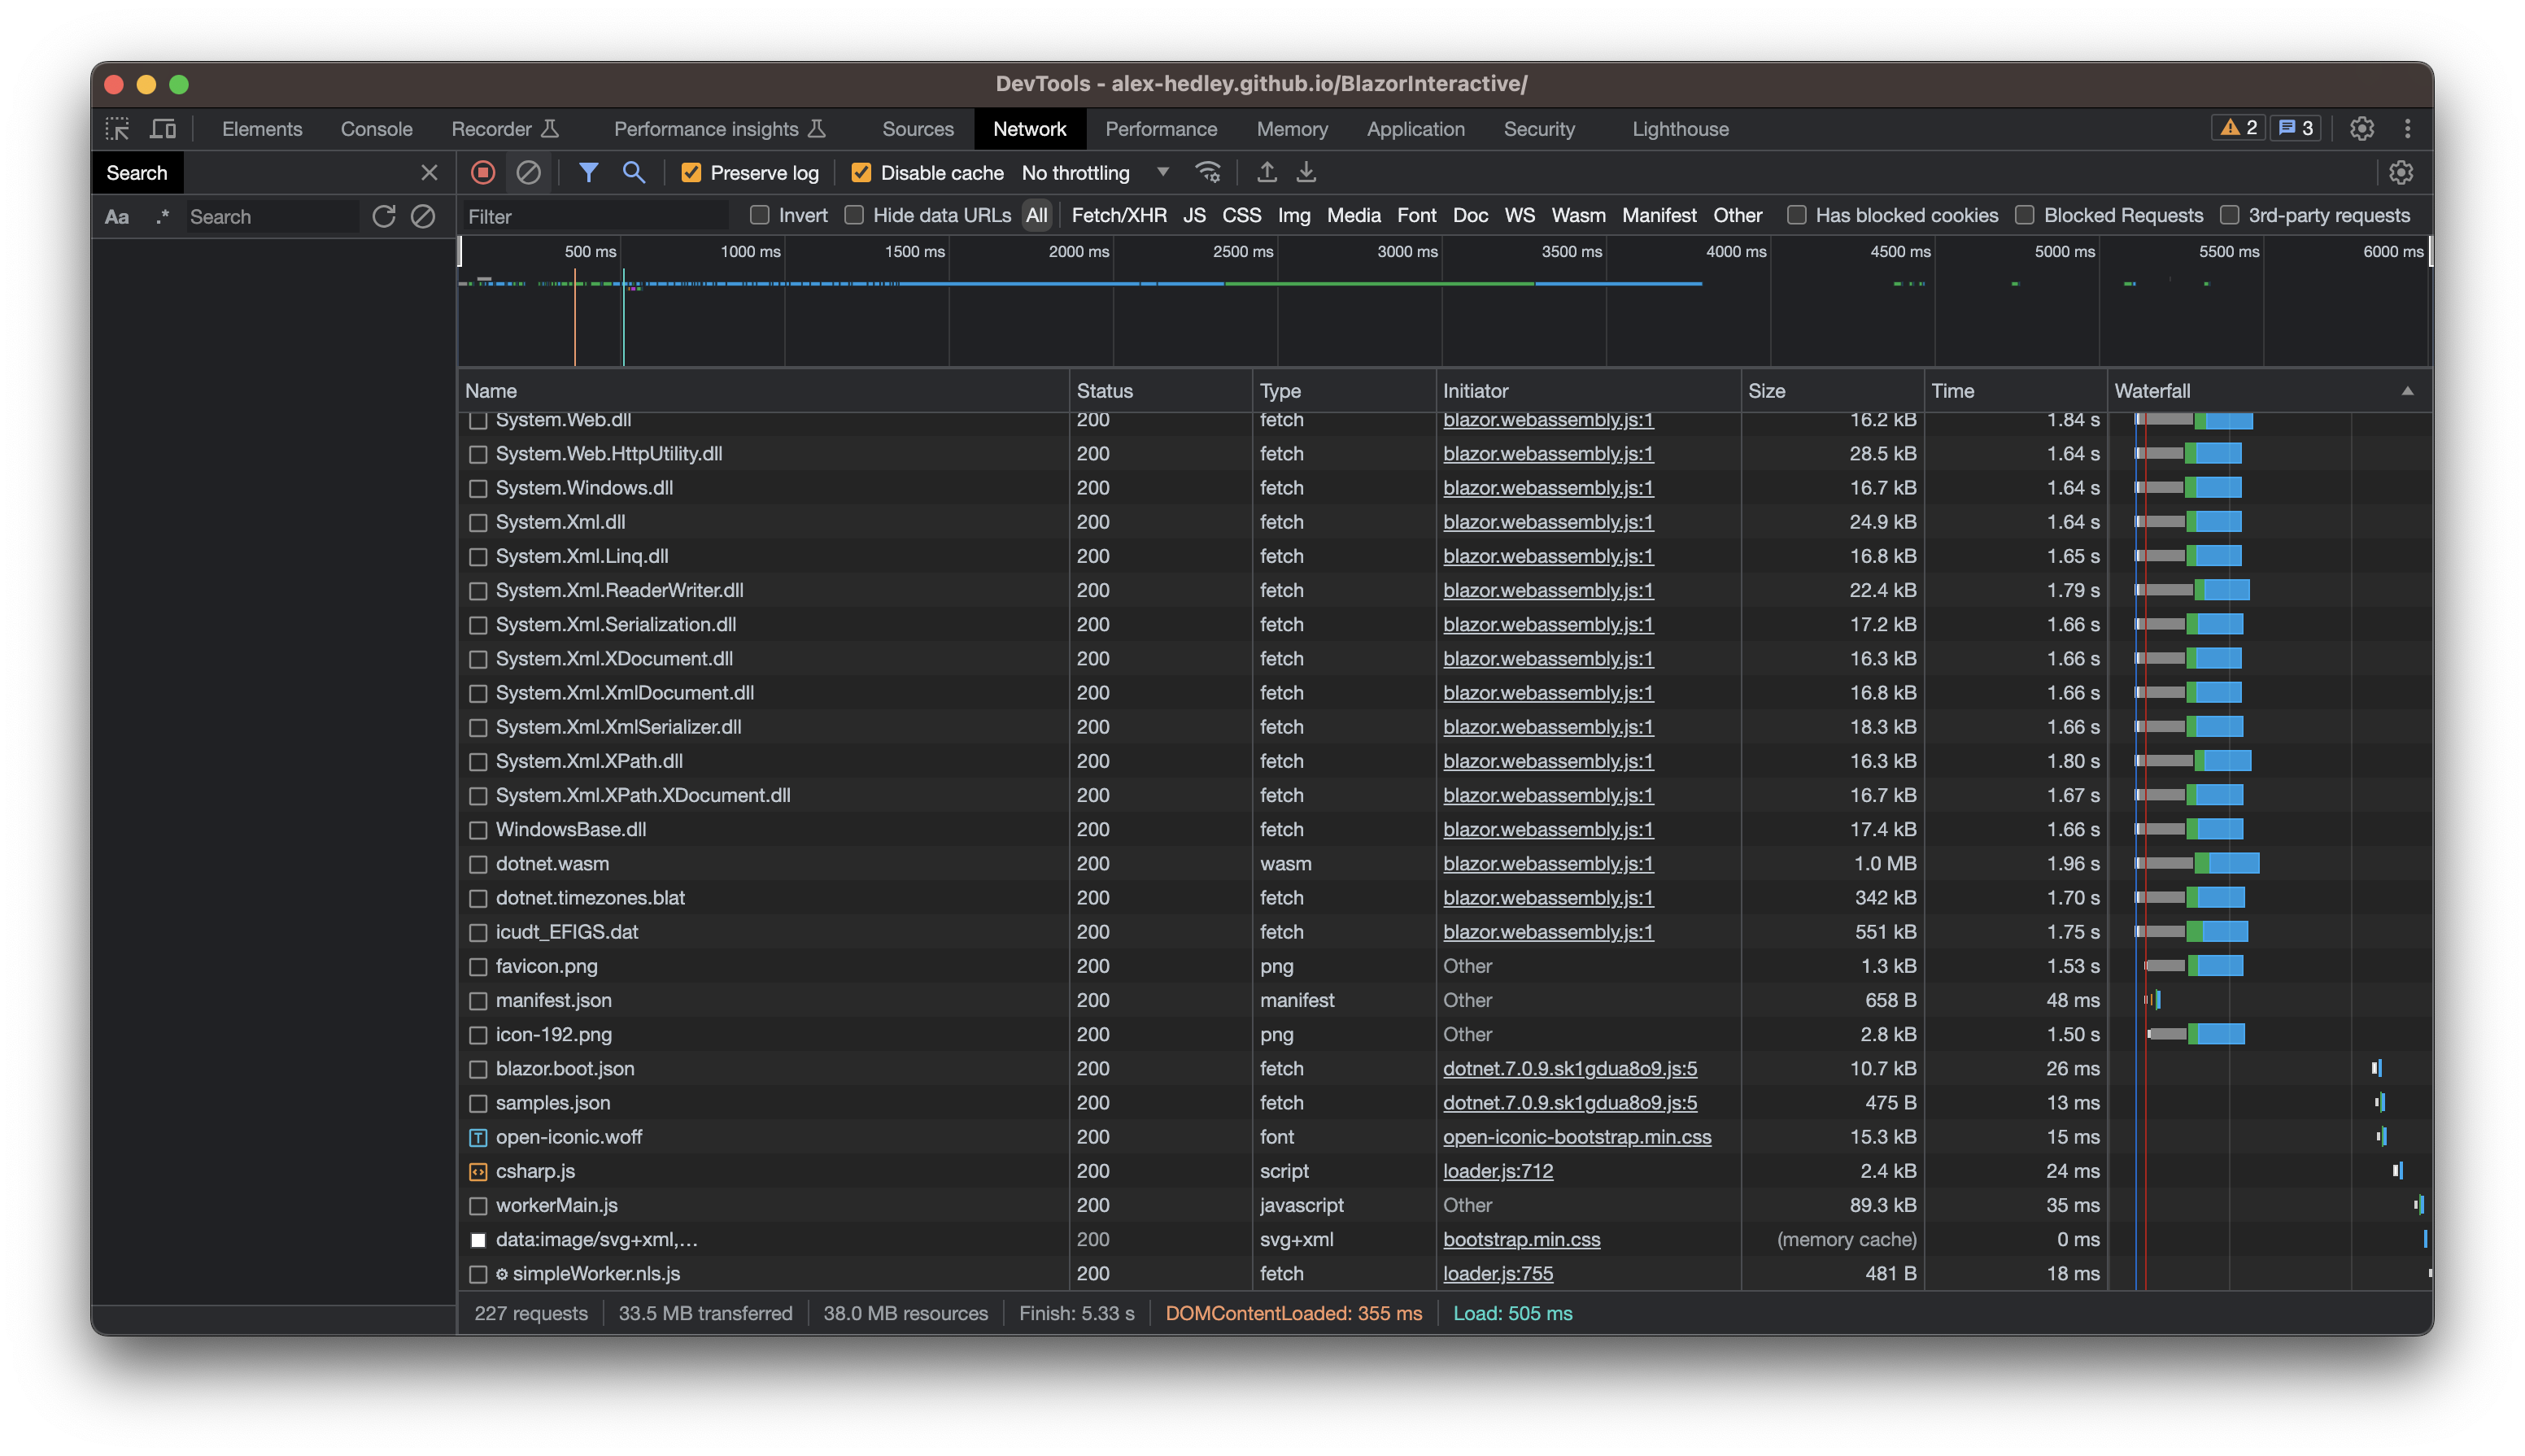 DevTools - alex-hedley.github.io/BlazorInteractive/
Elements Console Recorder Performance insights Sources Network Performance Memory Application Security Lighthouse 2 3
Search Preserve log Disable cache No throttling
Aa .* Search Filter Invert Hide data URLs All Fetch/XHR JS CSS Img Media Font Doc WS Wasm Manifest Other Has blocked cookies Blocked Requests 3rd-party requests
500 ms 1000 ms 1500 ms 2000 ms 2500 ms 3000 ms 3500 ms 4000 ms 4500 ms 5000 ms 5500 ms 6000 ms
Name Status Type Initiator Size Time Waterfall
System.Web.dll 200 fetch blazor.webassembly.js:1 16.2 kB 1.84 s
System.Web.HttpUtility.dll 200 fetch blazor.webassembly.js:1 28.5 kB 1.64 s
System.Windows.dll 200 fetch blazor.webassembly.js:1 16.7 kB 1.64 s
System.Xml.dll 200 fetch blazor.webassembly.js:1 24.9 kB 1.64 s
System.Xml.Linq.dll 200 fetch blazor.webassembly.js:1 16.8 kB 1.65 s
System.Xml.ReaderWriter.dll 200 fetch blazor.webassembly.js:1 22.4 kB 1.79 s
System.Xml.Serialization.dll 200 fetch blazor.webassembly.js:1 17.2 kB 1.66 s
System.Xml.XDocument.dll 200 fetch blazor.webassembly.js:1 16.3 kB 1.66 s
System.Xml.XmlDocument.dll 200 fetch blazor.webassembly.js:1 16.8 kB 1.66 s
System.Xml.XmlSerializer.dll 200 fetch blazor.webassembly.js:1 18.3 kB 1.66 s
System.Xml.XPath.dll 200 fetch blazor.webassembly.js:1 16.3 kB 1.80 s
System.Xml.XPath.XDocument.dll 200 fetch blazor.webassembly.js:1 16.7 kB 1.67 s
WindowsBase.dll 200 fetch blazor.webassembly.js:1 17.4 kB 1.66 s
dotnet.wasm 200 wasm blazor.webassembly.js:1 1.0 MB 1.96 s
dotnet.timezones.blat 200 fetch blazor.webassembly.js:1 342 kB 1.70 s
icudt_EFIGS.dat 200 fetch blazor.webassembly.js:1 551 kB 1.75 s
favicon.png 200 png Other 1.3 kB 1.53 s
manifest.json 200 manifest Other 658 B 48 ms
icon-192.png 200 png Other 2.8 kB 1.50 s
blazor.boot.json 200 fetch dotnet.7.0.9.sk1gdua8o9.js:5 10.7 kB 26 ms
samples.json 200 fetch dotnet.7.0.9.sk1gdua8o9.js:5 475 B 13 ms
open-iconic.woff 200 font open-iconic-bootstrap.min.css 15.3 kB 15 ms
csharp.js 200 script loader.js:712 2.4 kB 24 ms
workerMain.js 200 javascript Other 89.3 kB 35 ms
data:image/svg+xml,… 200 svg+xml bootstrap.min.css (memory cache) 0 ms
simpleWorker.nls.js 200 fetch loader.js:755 481 B 18 ms
227 requests 33.5 MB transferred 38.0 MB resources Finish: 5.33 s DOMContentLoaded: 355 ms Load: 505 ms